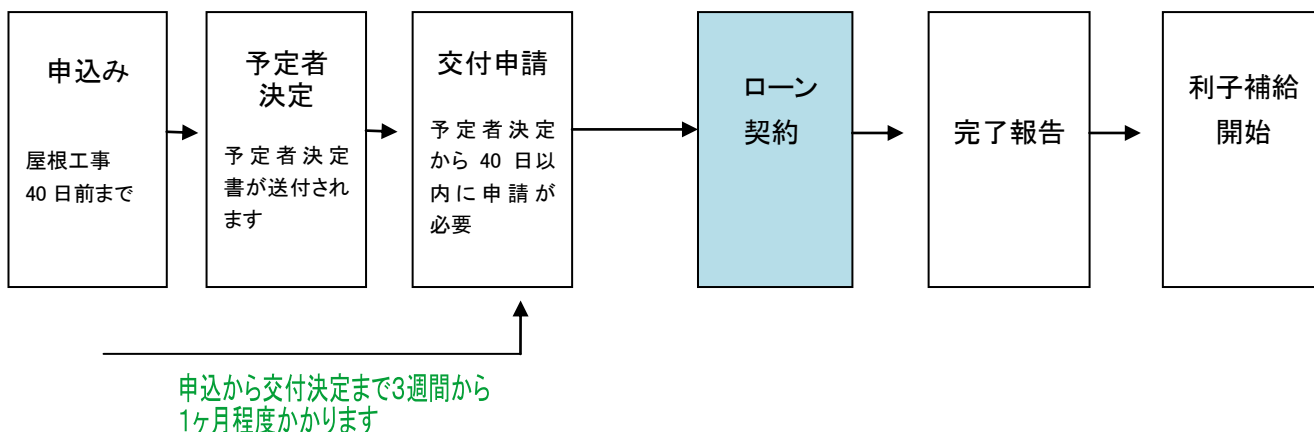 申込み
屋根工事
40日前まで
予定者
決定
予定者決定
書が送付され
ます
交付申請
予定者決定
から 40 日以
内に申請が
必要
ローン
契約
完了報告
利子補給
開始
申込から交付決定まで3週間から
1ヶ月程度かかります